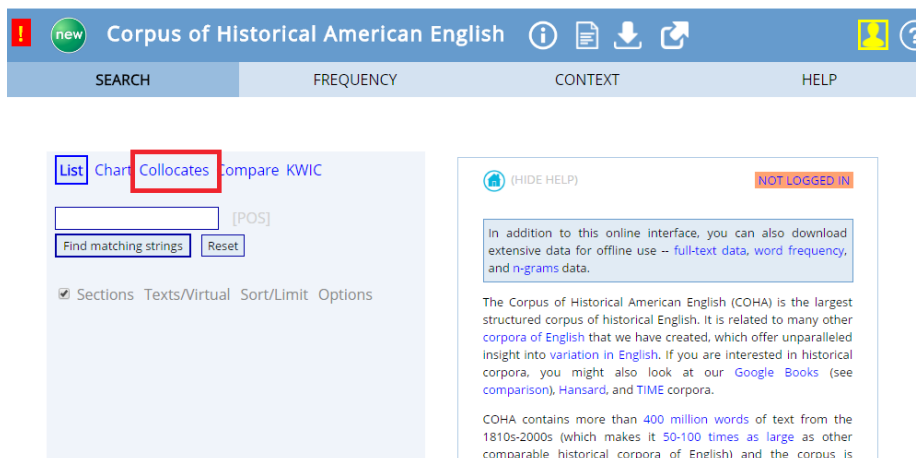 ! new Corpus of Historical American English
SEARCH FREQUENCY CONTEXT HELP
List Chart Collocates Compare KWIC
[POS]
Find matching strings Reset
Sections Texts/Virtual Sort/Limit Options
(HIDE HELP) NOT LOGGED IN
In addition to this online interface, you can also download
extensive data for offline use -- full-text data, word frequency,
and n-grams data.
The Corpus of Historical American English (COHA) is the largest
structured corpus of historical English. It is related to many other
corpora of English that we have created, which offer unparalleled
insight into variation in English. If you are interested in historical
corpora, you might also look at our Google Books (see
comparison), Hansard, and TIME corpora.
COHA contains more than 400 million words of text from the
1810s-2000s (which makes it 50-100 times as large as other
comparable historical corpora of English) and the corpus is